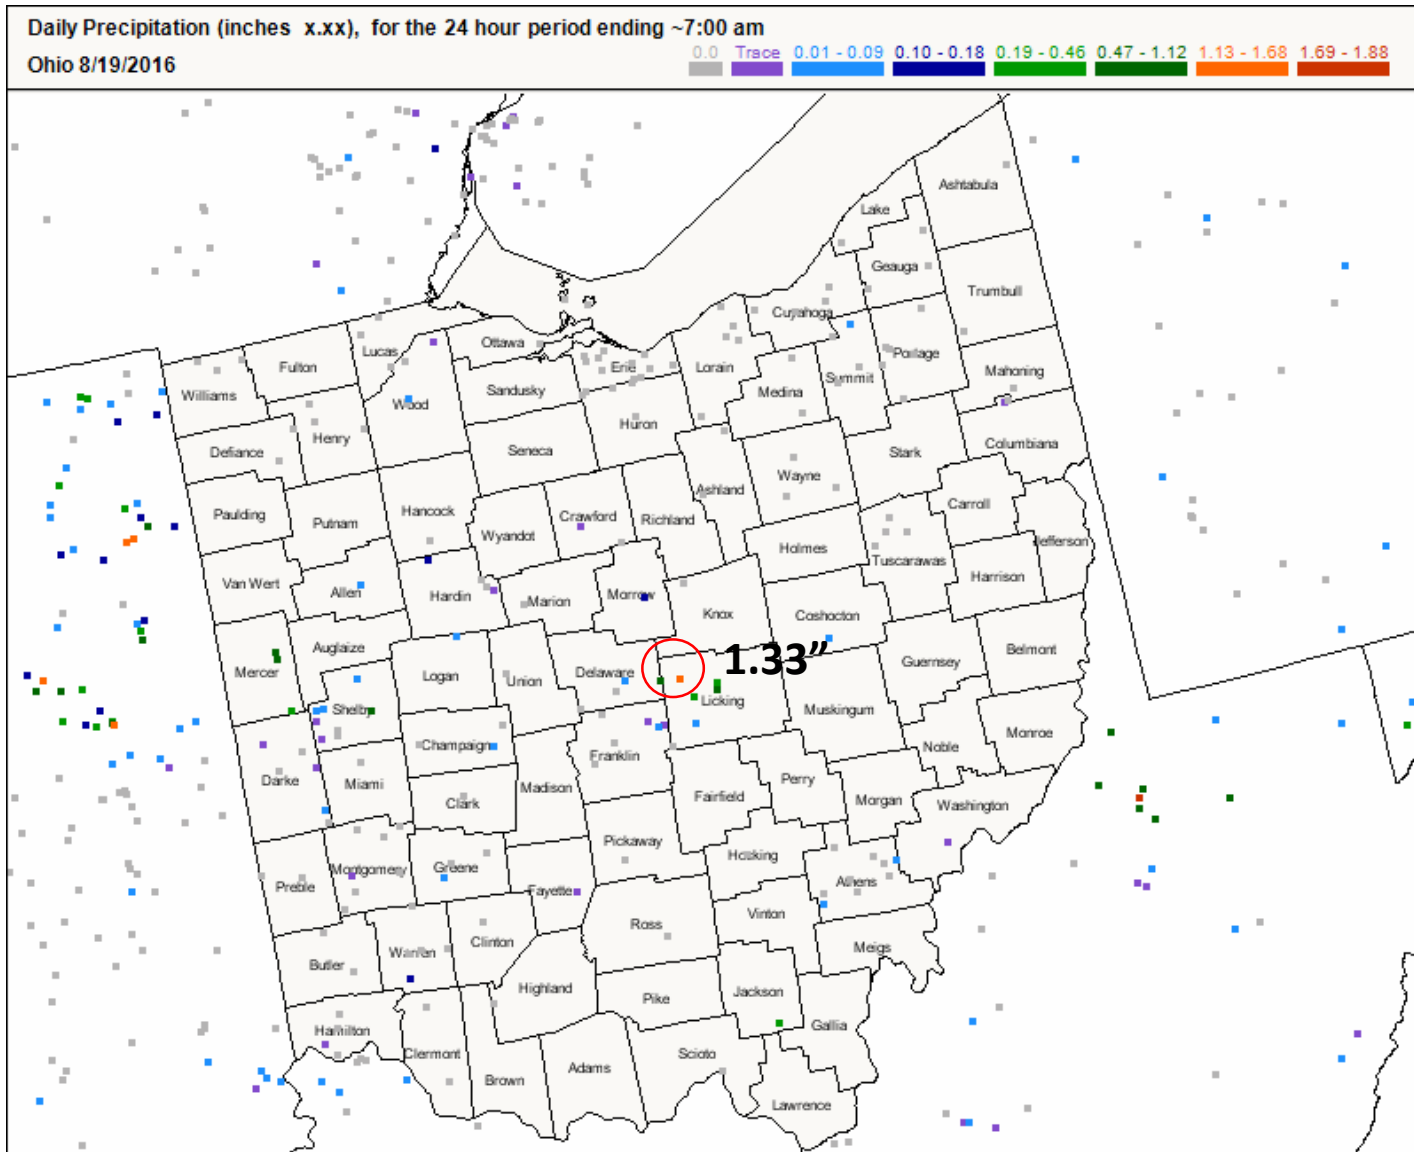 Daily Precipitation (inches x.xx), for the 24 hour period ending ~7:00 am
Ohio 8/19/2016
0.0 Trace 0.01 - 0.09 0.10 - 0.18 0.19 - 0.46 0.47 - 1.12 1.13 - 1.68 1.69 - 1.88
Ashtabula
Lake
Geauga
Trumbull
Cuyahoga
Ottawa
Lucas
Fulton
Williams
Erie
Lorain
Portage
Mahoning
Sandusky
Medina
Summit
Wood
Huron
Henry
Defiance
Seneca
Columbiana
Stark
Wayne
Ashland
Carroll
Paulding
Putnam
Hancock
Crawford
Richland
Wyandot
Jefferson
Holmes
Tuscarawas
Harrison
Van Wert
Allen
Hardin
Marion
Morrow
Knox
Coshocton
Auglaize
Belmont
Mercer
Logan
Union
Delaware
1.33”
Guernsey
Licking
Shelby
Muskingum
Monroe
Champaign
Noble
Franklin
Darke
Miami
Madison
Perry
Fairfield
Morgan
Washington
Clark
Pickaway
Hocking
Montgomery
Greene
Preble
Fayette
Athens
Vinton
Ross
Clinton
Warren
Meigs
Butler
Highland
Jackson
Pike
Gallia
Hamilton
Clermont
Scioto
Adams
Brown
Lawrence